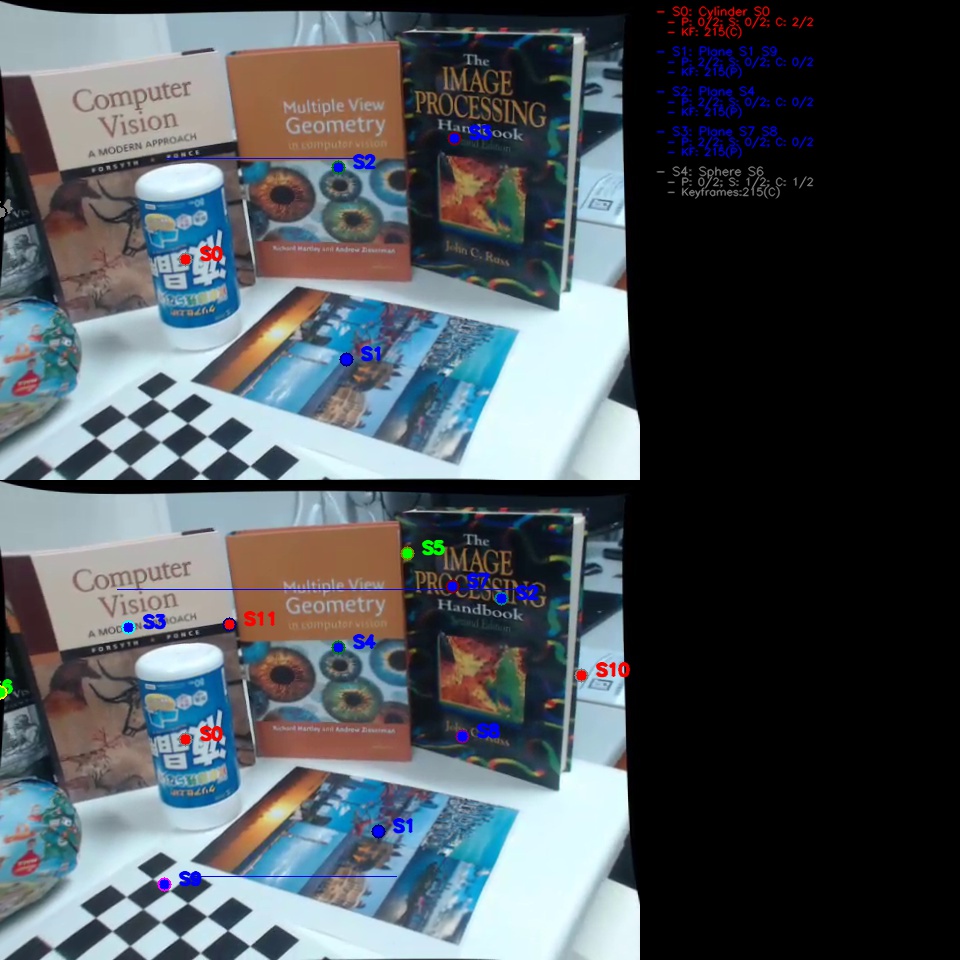 Computer
Vision
A MODERN APPROACH
FORSYTH & PONCE
Multiple View
Geometry
in computer vision
Richard Hartley and Andrew Zisserman
The
IMAGE
PROCESSING
Handbook
Second Edition
John C. Russ
S2
S0
S1
- S0: Cylinder S0
- P: 0/2; S: 0/2; C: 2/2
- KF: 215(C)
- S1: Plane S1 S9
- P: 2/2; S: 0/2; C: 0/2
- KF: 215(P)
- S2: Plane S4
- P: 2/2; S: 0/2; C: 0/2
- KF: 215(P)
- S3: Plane S7 S8
- P: 2/2; S: 0/2; C: 0/2
- KF: 215(P)
- S4: Sphere S6
- P: 0/2; S: 1/2; C: 1/2
- Keyframes:215(C)
Computer
Vision
FORSYTH & PONCE
Multiple View
Geometry
in computer vision
Richard Hartley and Andrew Zisserman
The
IMAGE
PROCESSING
Handbook
Second Edition
S5
S7
S2
S3
S11
S4
S10
S0
S1